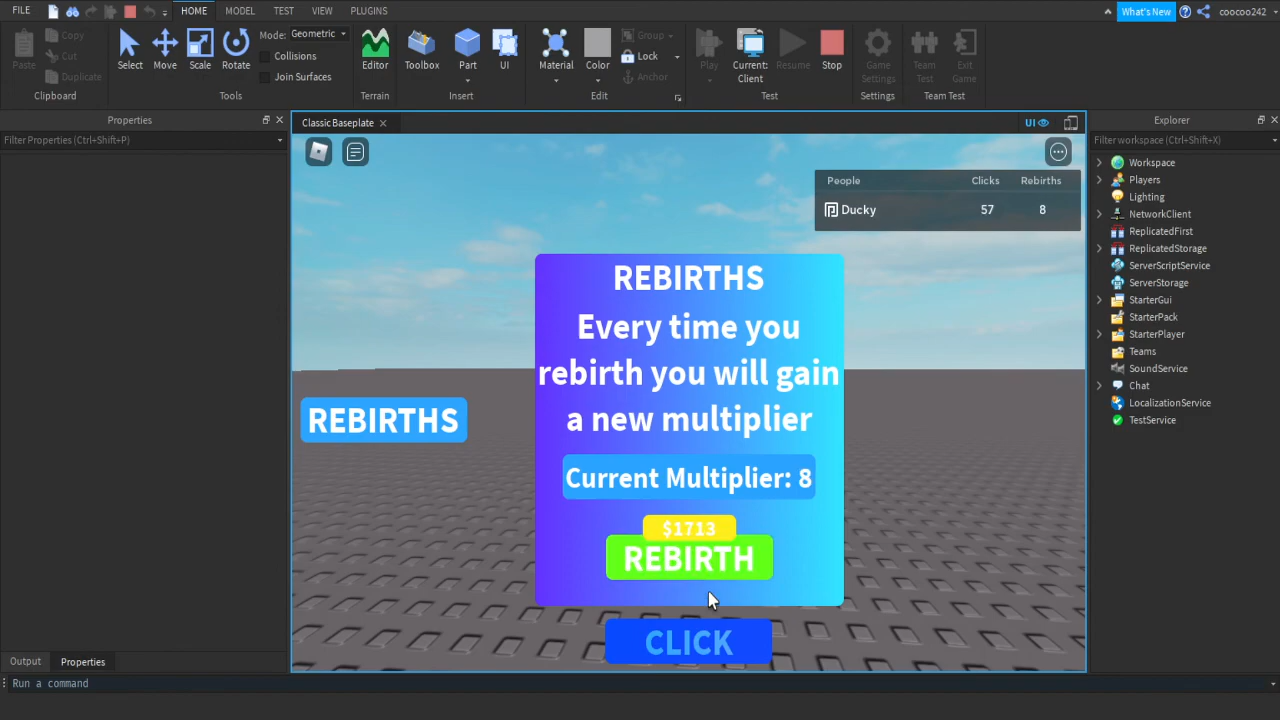 FILE HOME MODEL TEST VIEW PLUGINS What's New coocoo242
Paste Copy Cut Duplicate Select Move Scale Rotate Mode: Geometric Collisions Join Surfaces Editor Toolbox Part UI Material Color Group Lock Anchor Play Current: Client Resume Stop Game Settings Team Test Exit Game
Clipboard Tools Terrain Insert Edit Test Settings Team Test
Properties
Filter Properties (Ctrl+Shift+P)
Output Properties
Run a command
Classic Baseplate UI
People Clicks Rebirths
Ducky 57 8
REBIRTHS
REBIRTHS
Every time you
rebirth you will gain
a new multiplier
Current Multiplier: 8
$1713
REBIRTH
CLICK
Explorer
Filter workspace (Ctrl+Shift+X)
Workspace
Players
Lighting
NetworkClient
ReplicatedFirst
ReplicatedStorage
ServerScriptService
ServerStorage
StarterGui
StarterPack
StarterPlayer
Teams
SoundService
Chat
LocalizationService
TestService